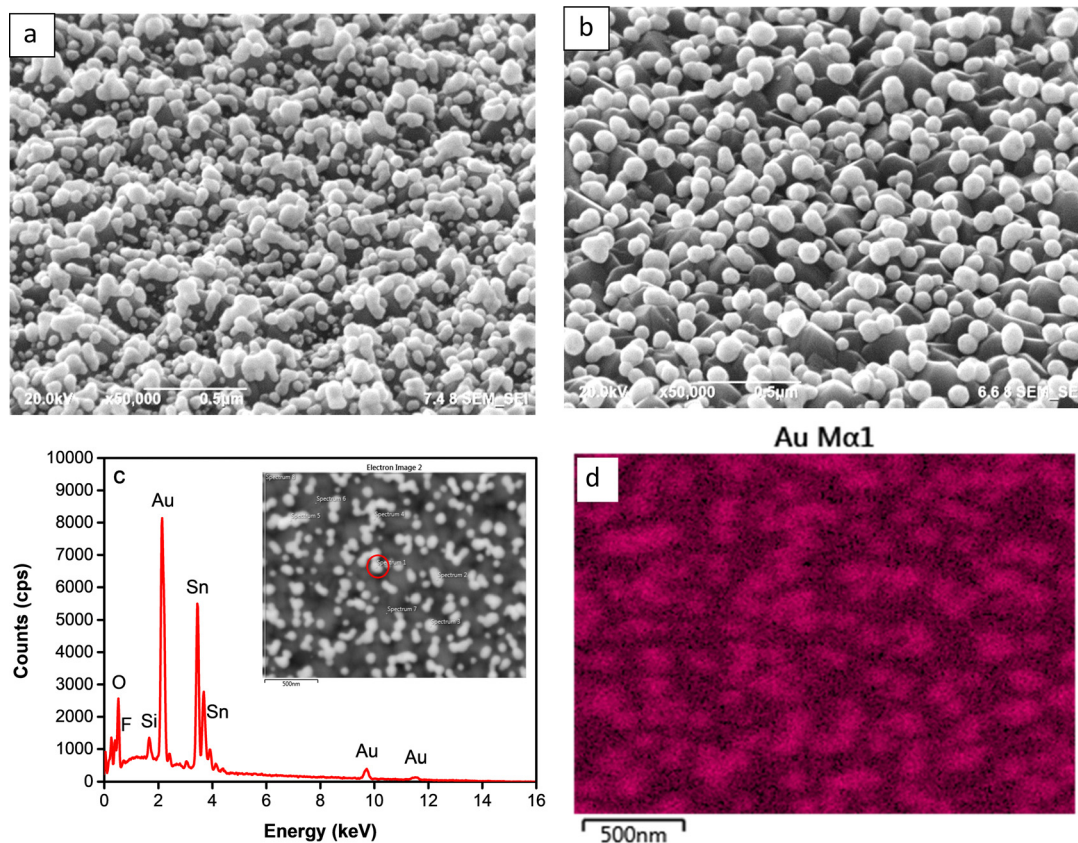 a
20.0kV x50,000 0.5µm 7.4 8 SEM_SEI
b
20.0kV x50,000 0.5µm 6.6 8 SEM_SEI
c
Counts (cps)
10000
9000
8000
7000
6000
5000
4000
3000
2000
1000
0
0 2 4 6 8 10 12 14 16
Energy (keV)
O
F
Si
Au
Sn
Sn
Au
Au
Electron Image 2
Spectrum 6
Spectrum 5
Spectrum 4
Spectrum 1
Spectrum 2
Spectrum 7
Spectrum 3
500nm
Au Mα1
d
500nm